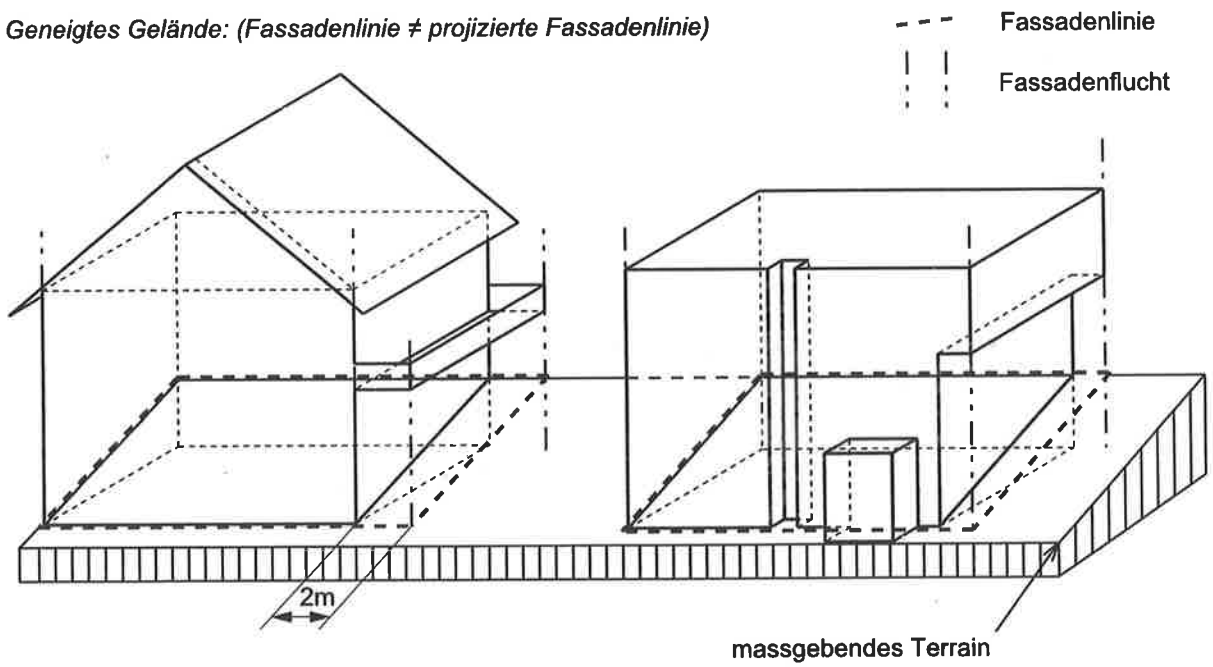 Geneigtes Gelände: (Fassadenlinie ≠ projizierte Fassadenlinie)
Fassadenlinie
Fassadenflucht
2m
massgebendes Terrain